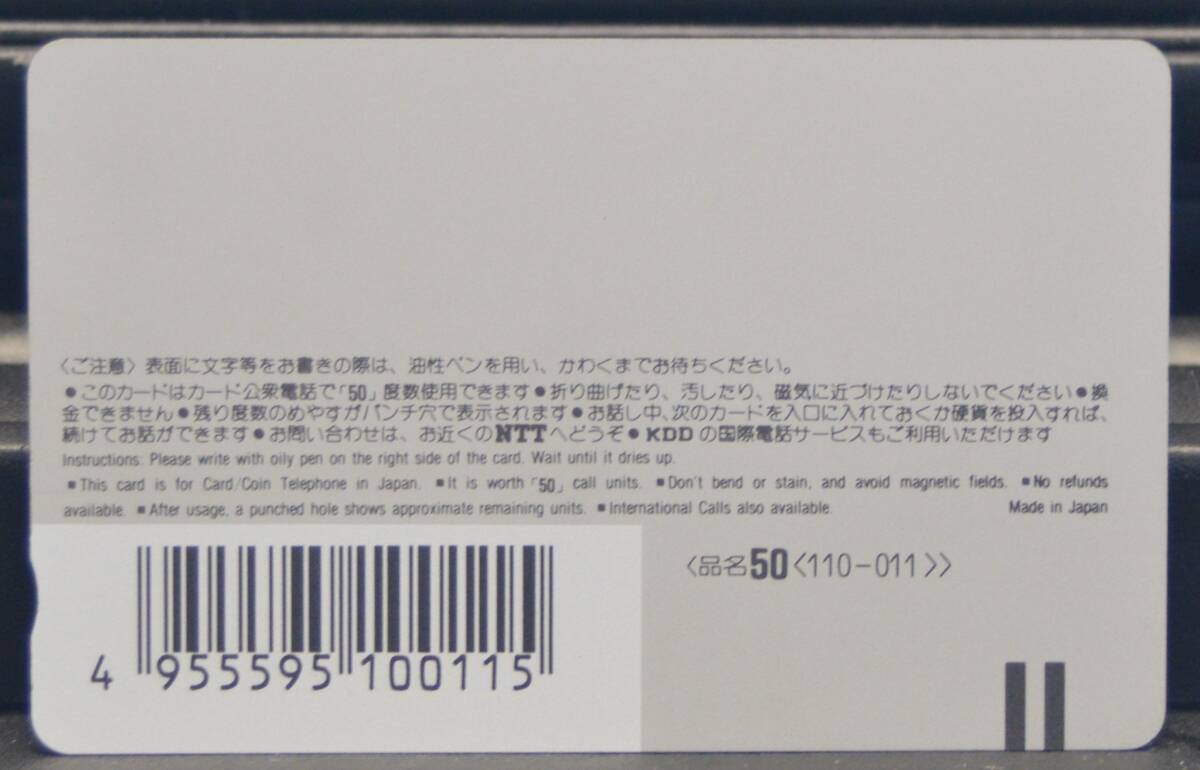 〈ご注意〉表面に文字等をお書きの際は、油性ペンを用い、かわくまでお待ちください。
●このカードはカード公衆電話で「50」度数使用できます●折り曲げたり、汚したり、磁気に近づけたりしないでください●換
金できません●残り度数のめやすがパンチ穴で表示されます●お話し中、次のカードを入口に入れておくか硬貨を投入すれば、
続けてお話ができます●お問い合わせは、お近くのNTTへどうぞ●KDDの国際電話サービスもご利用いただけます
Instructions: Please write with oily pen on the right side of the card. Wait until it dries up.
■This card is for Card/Coin Telephone in Japan. ■It is worth「50」call units. ■Don't bend or stain, and avoid magnetic fields. ■No refunds
available. ■After usage, a punched hole shows approximate remaining units. ■International Calls also available. Made in Japan
〈品名50〈110-011〉〉
4 955595 100115